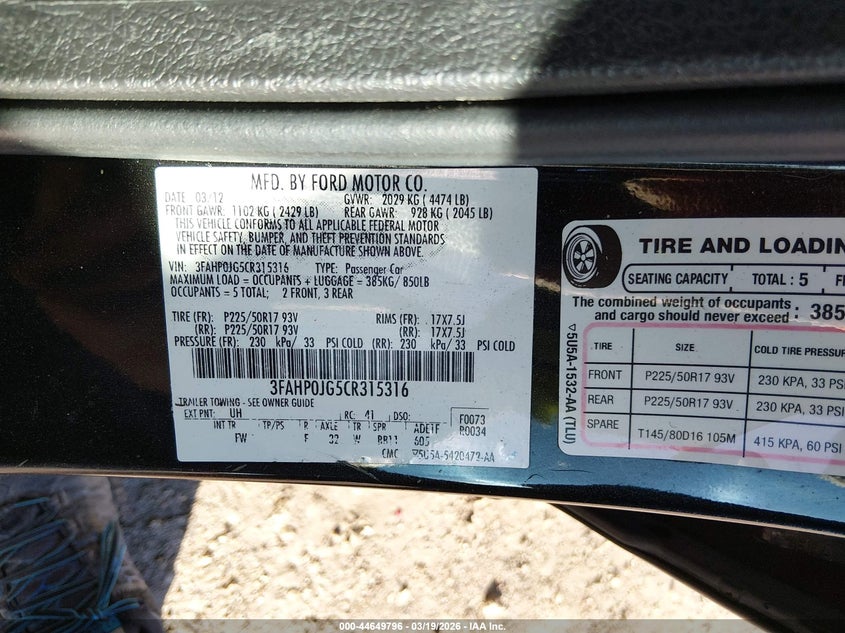 MFD. BY FORD MOTOR CO.
DATE 03/12 GVWR: 2029 KG ( 4474 LB)
FRONT GAWR: 1102 KG ( 2429 LB) REAR GAWR: 928 KG ( 2045 LB)
THIS VEHICLE CONFORMS TO ALL APPLICABLE FEDERAL MOTOR
VEHICLE SAFETY, BUMPER, AND THEFT PREVENTION STANDARDS
IN EFFECT ON THE DATE OF MANUFACTURE SHOWN ABOVE.
VIN: 3FAHP0JG5CR315316 TYPE: Passenger Car
MAXIMUM LOAD = OCCUPANTS + LUGGAGE = 385KG/ 850LB
OCCUPANTS = 5 TOTAL; 2 FRONT, 3 REAR
TIRE (FR): P225/50R17 93V RIMS (FR): 17X7.5J
(RR): P225/50R17 93V (RR): 17X7.5J
PRESSURE (FR): 230 kPa/ 33 PSI COLD (RR): 230 kPa/ 33 PSI COLD
3FAHP0JG5CR315316
TRAILER TOWING - SEE OWNER GUIDE
EXT PNT: UH RC: 41 DSO: F0073
INT TR TP/PS R AXLE TR SPR R0034
FW 32 W
CMC
TIRE AND LOADIN
SEATING CAPACITY TOTAL : 5 F
The combined weight of occupants
and cargo should never exceed : 385
TIRE SIZE COLD TIRE PRESSUR
FRONT P225/50R17 93V 230 KPA, 33 PSI
REAR P225/50R17 93V 230 KPA, 33 PSI
SPARE T145/80D16 105M 415 KPA, 60 PSI
▽5U5A-1532-AA (TLU)
000-44649796 — 03/19/2026 — IAA Inc.